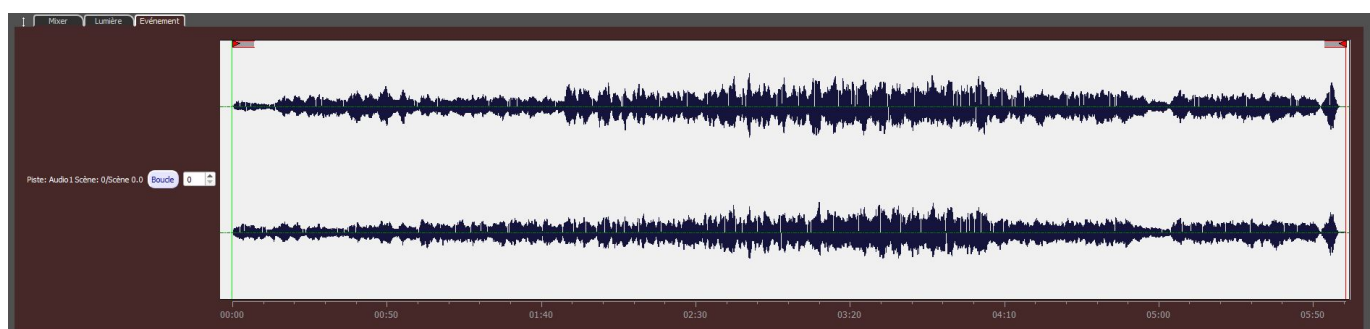 Mixer Lumière Evénement
Piste: Audio1 Scène: 0/Scène 0.0 Boucle 0
00:00 00:50 01:40 02:30 03:20 04:10 05:00 05:50